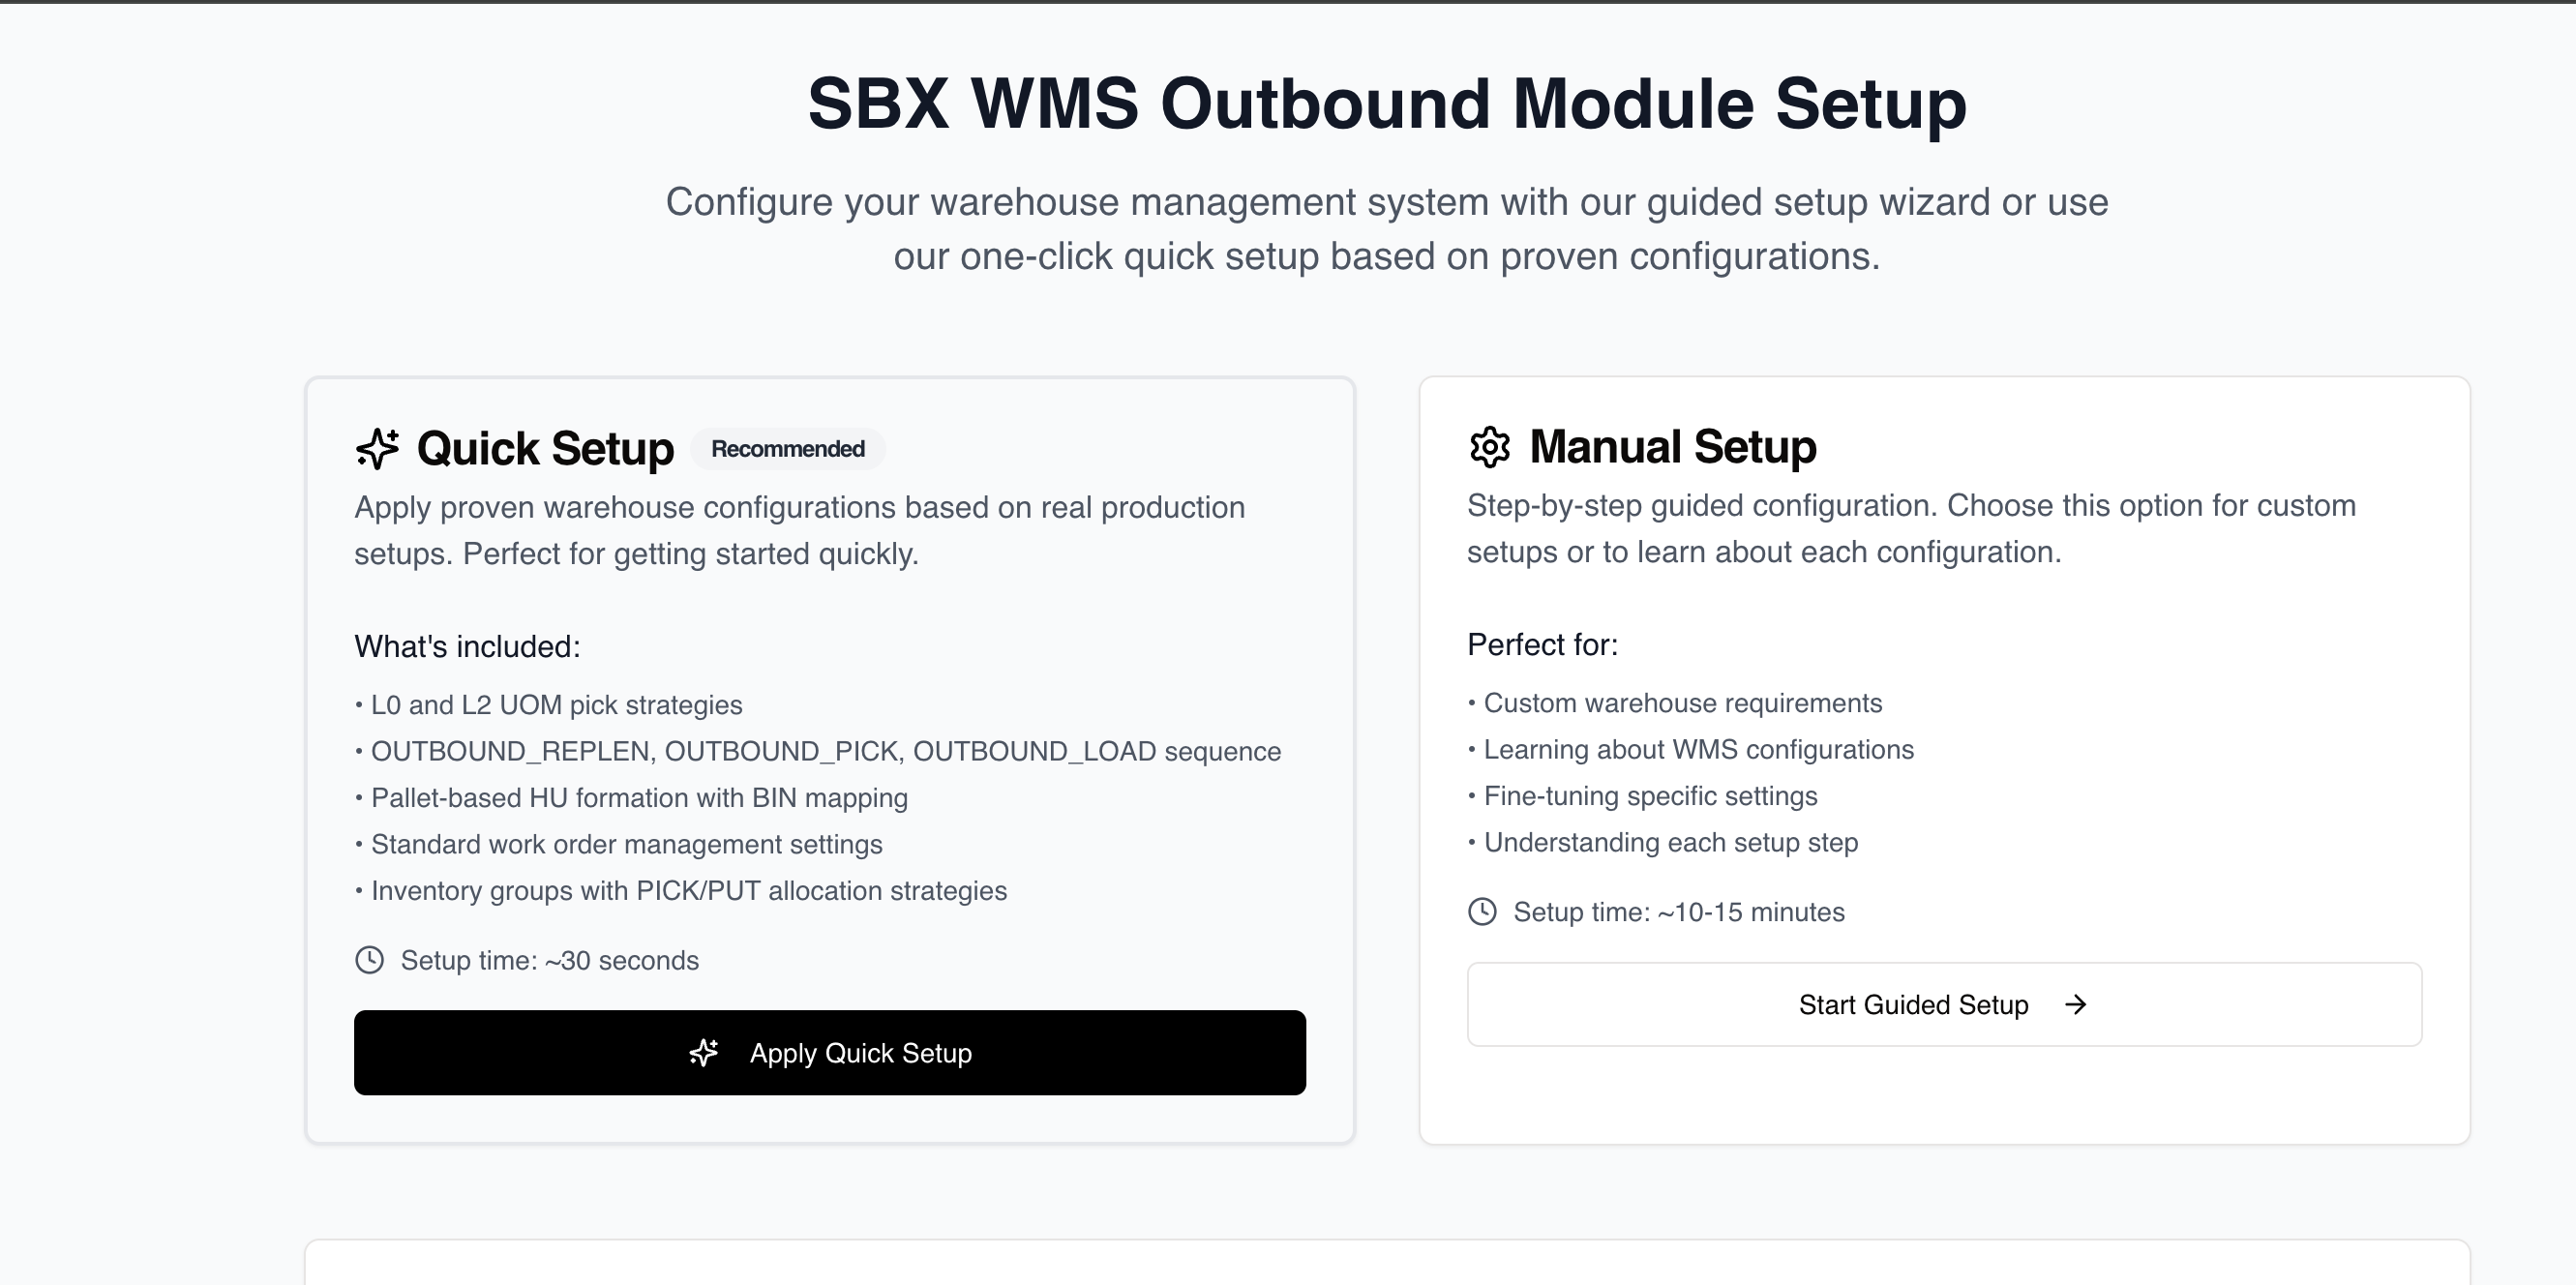 SBX WMS Outbound Module Setup
Configure your warehouse management system with our guided setup wizard or use
our one-click quick setup based on proven configurations.
Quick Setup Recommended
Apply proven warehouse configurations based on real production
setups. Perfect for getting started quickly.
What's included:
• L0 and L2 UOM pick strategies
• OUTBOUND_REPLEN, OUTBOUND_PICK, OUTBOUND_LOAD sequence
• Pallet-based HU formation with BIN mapping
• Standard work order management settings
• Inventory groups with PICK/PUT allocation strategies
Setup time: ~30 seconds
Apply Quick Setup
Manual Setup
Step-by-step guided configuration. Choose this option for custom
setups or to learn about each configuration.
Perfect for:
• Custom warehouse requirements
• Learning about WMS configurations
• Fine-tuning specific settings
• Understanding each setup step
Setup time: ~10-15 minutes
Start Guided Setup →